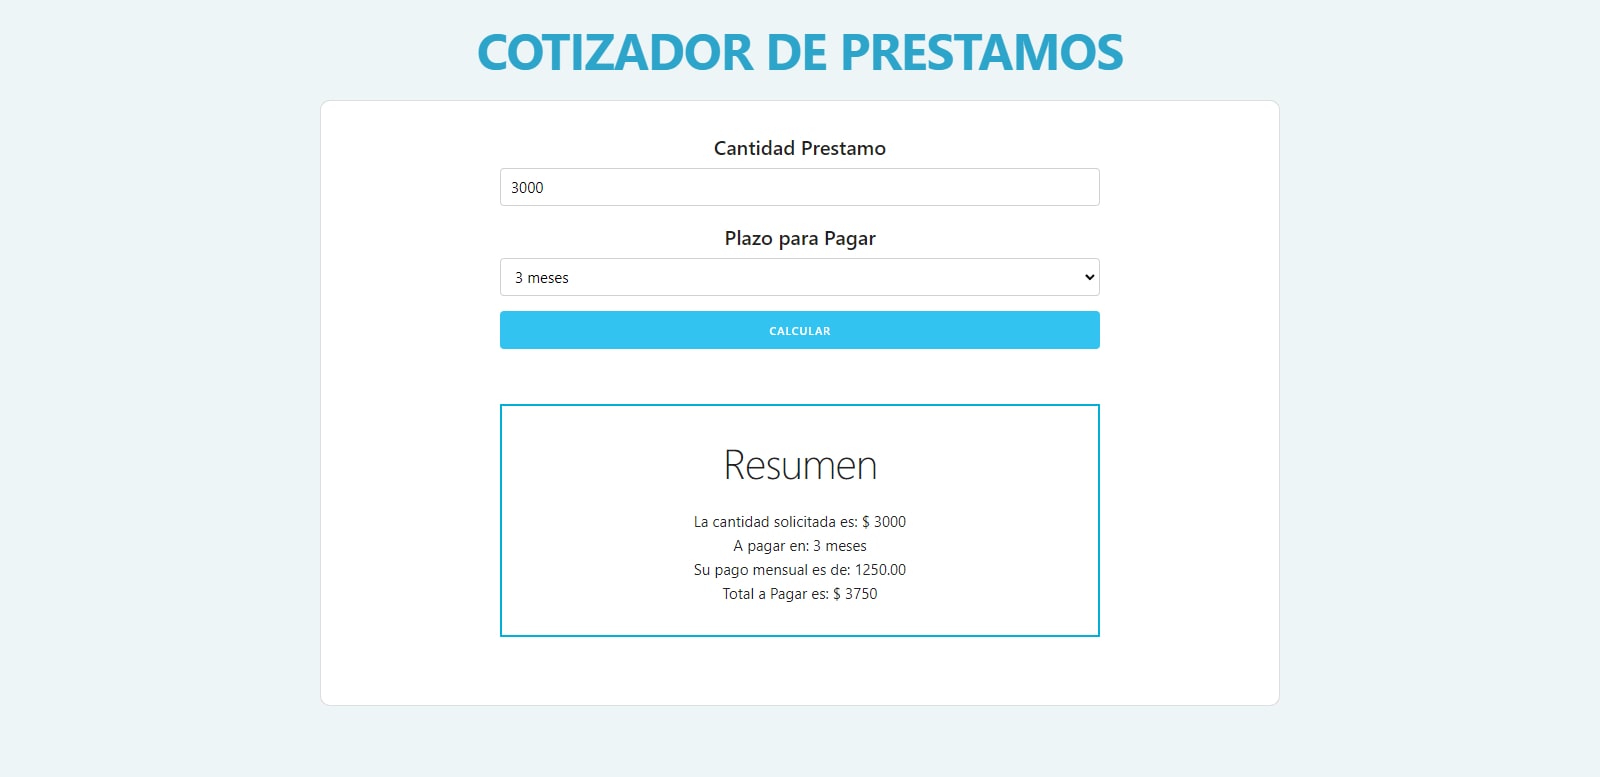 COTIZADOR DE PRESTAMOS
Cantidad Prestamo
3000
Plazo para Pagar
3 meses
CALCULAR
Resumen
La cantidad solicitada es: $ 3000
A pagar en: 3 meses
Su pago mensual es de: 1250.00
Total a Pagar es: $ 3750